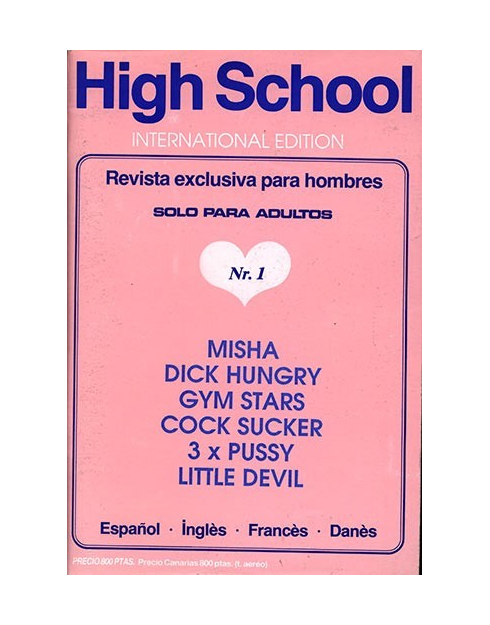 High School
INTERNATIONAL EDITION
Revista exclusiva para hombres
SOLO PARA ADULTOS
Nr. 1
MISHA
DICK HUNGRY
GYM STARS
COCK SUCKER
3 x PUSSY
LITTLE DEVIL
Español · İnglès · Francès · Danès
PRECIO 800 PTAS. Precio Canarias 800 ptas. (t. aéreo)